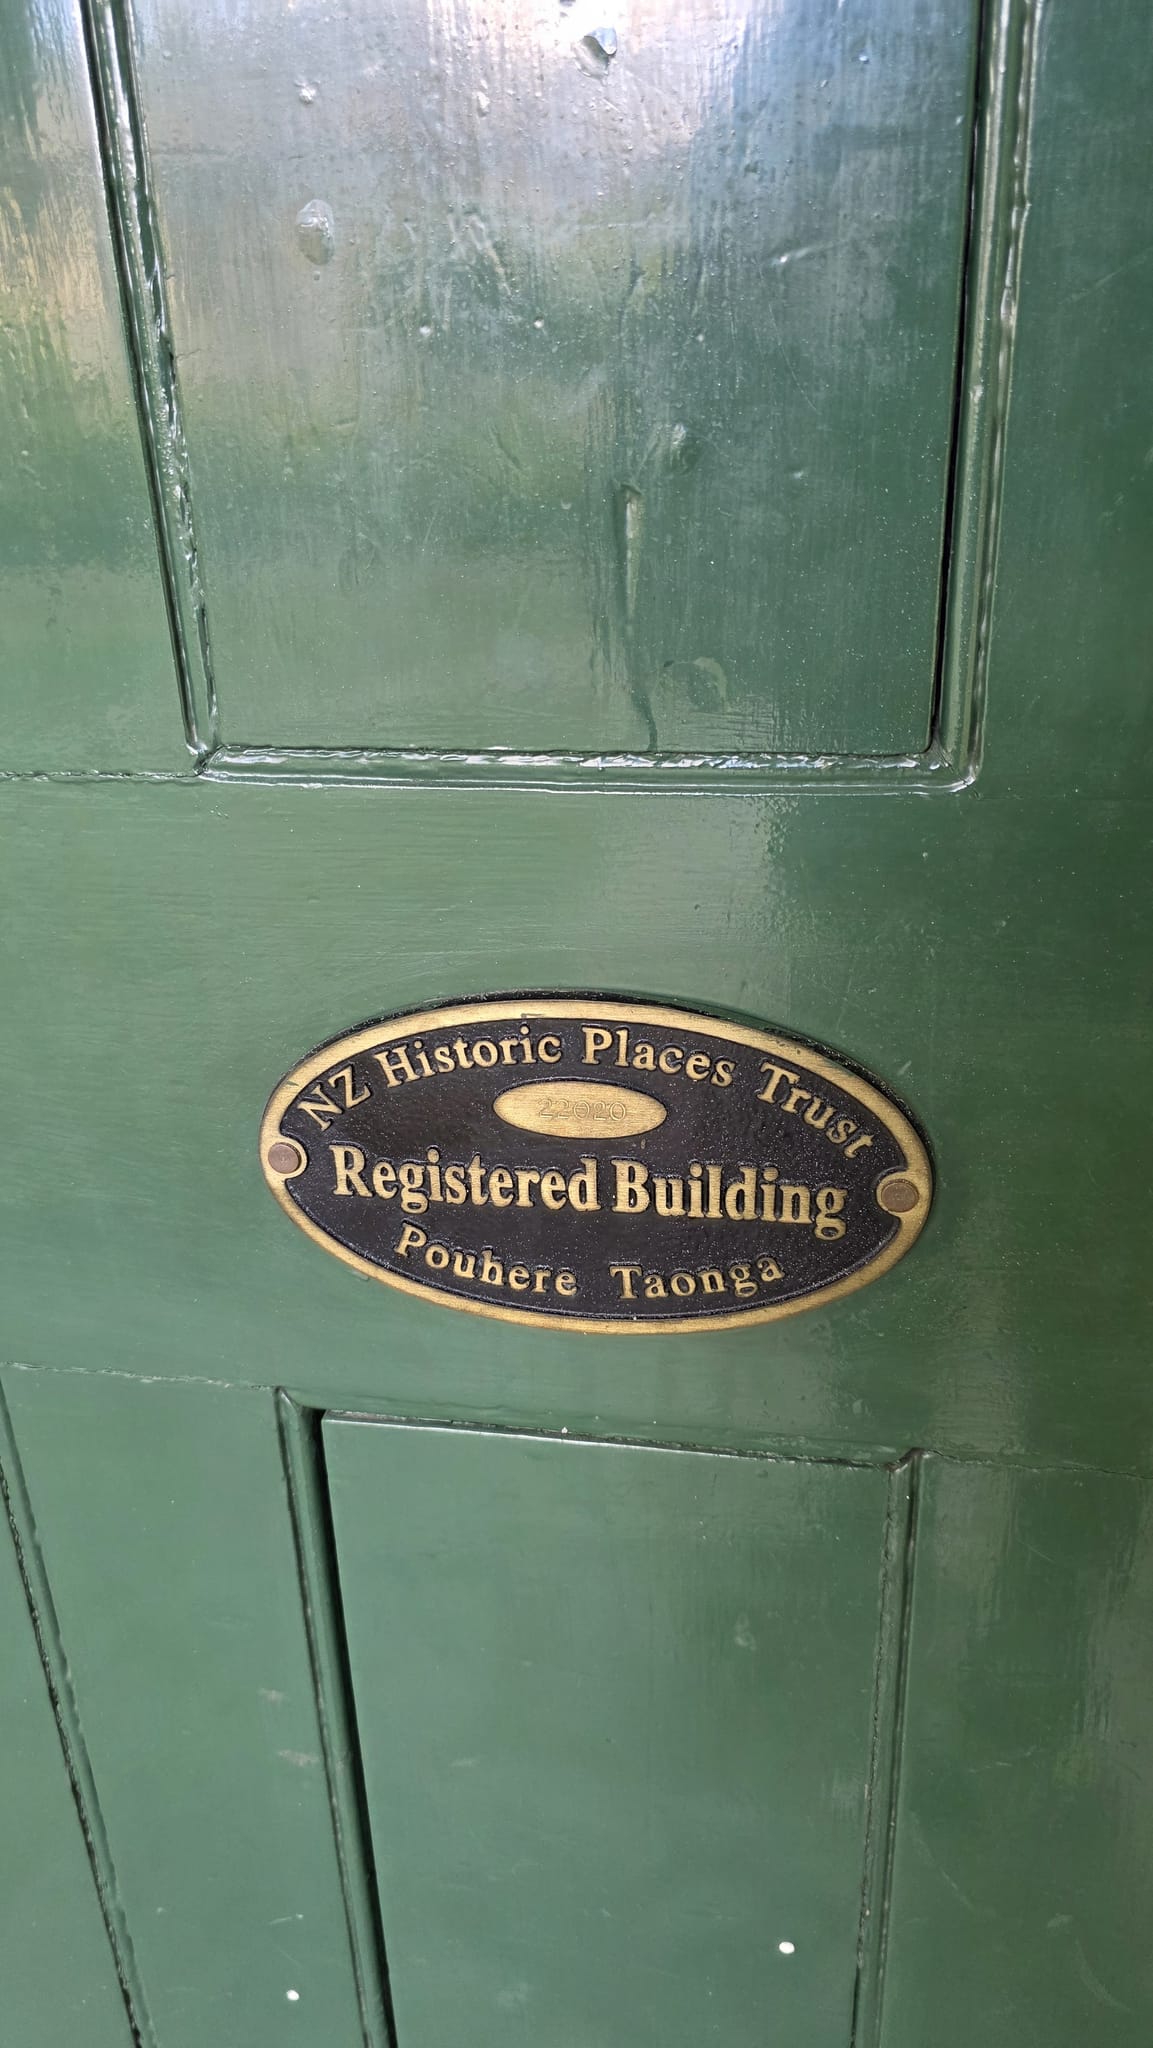 NZ Historic Places Trust
22020
Registered Building
Pouhere Taonga